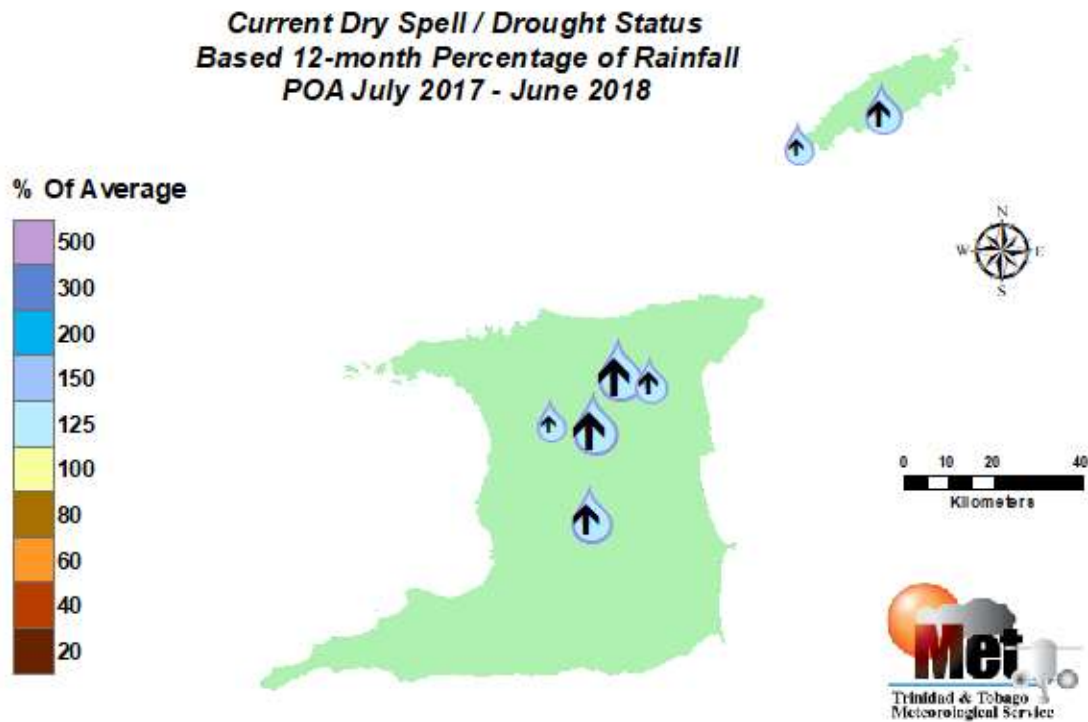 Current Dry Spell / Drought Status
Based 12-month Percentage of Rainfall
POA July 2017 - June 2018
% Of Average
500
300
200
150
125
100
80
60
40
20
N
W E
S
0 10 20 40
Kilometers
Met
Trinidad & Tobago
Meteorological Service